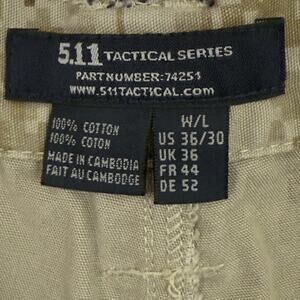 5.11 TACTICAL SERIES
PART NUMBER: 74251
WWW.511TACTICAL.COM
100% COTTON
100% COTON
MADE IN CAMBODIA
FAIT AU CAMBODGE
W/L
US 36/30
UK 36
FR 44
DE 52